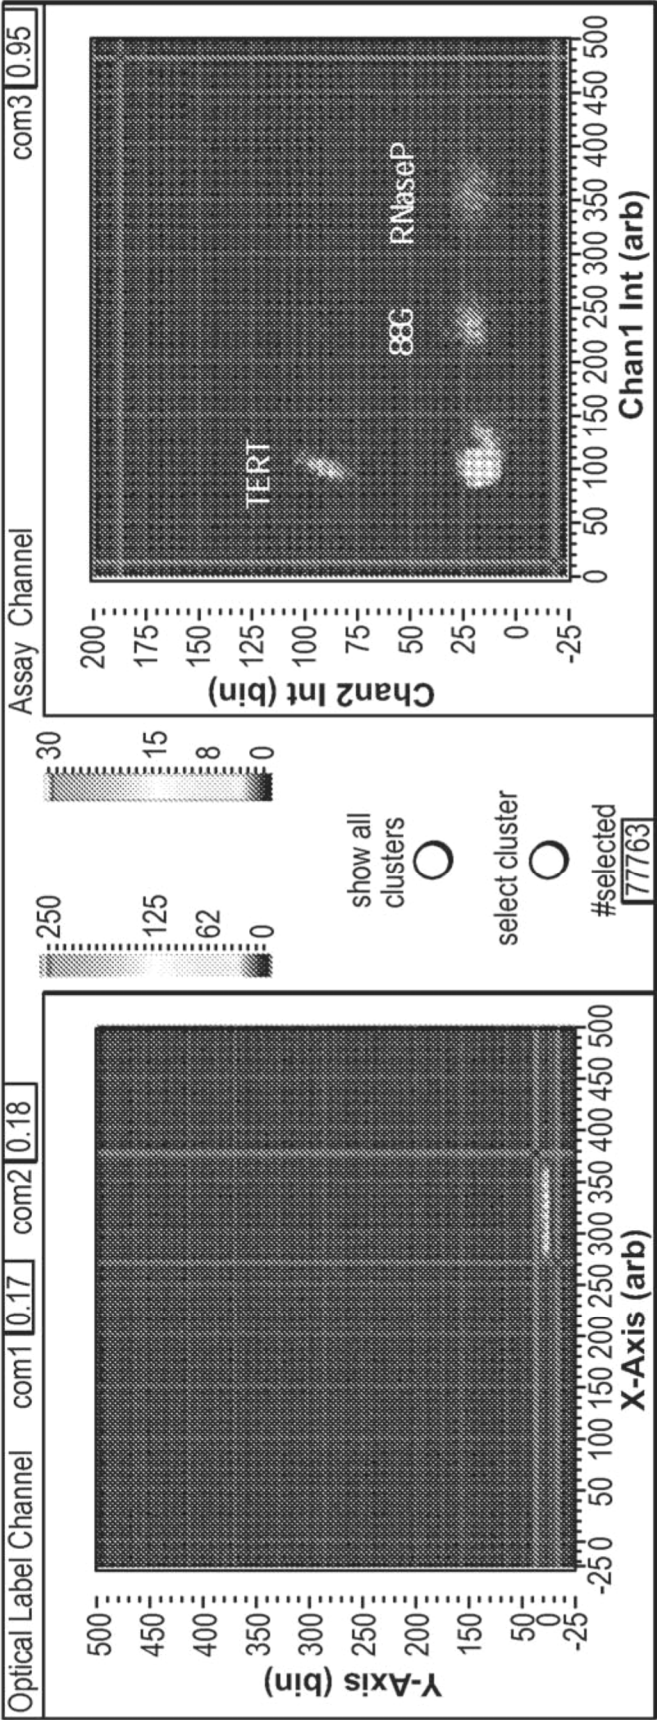 Optical Label Channel com1 0.17 com2 0.18
500
450
400
350
300
250
200
150
50
0
-25
Y-Axis (bin)
-25 0 50 100 150 200 250 300 350 400 450 500
X-Axis (arb)
250
125
62
0
30
15
8
0
show all
clusters
select cluster
#selected
77763
Assay Channel com3 0.95
200
175
150
125
100
75
50
25
0
-25
Chan2 Int (bin)
TERT
88G
RNaseP
0 50 100 150 200 250 300 350 400 450 500
Chan1 Int (arb)